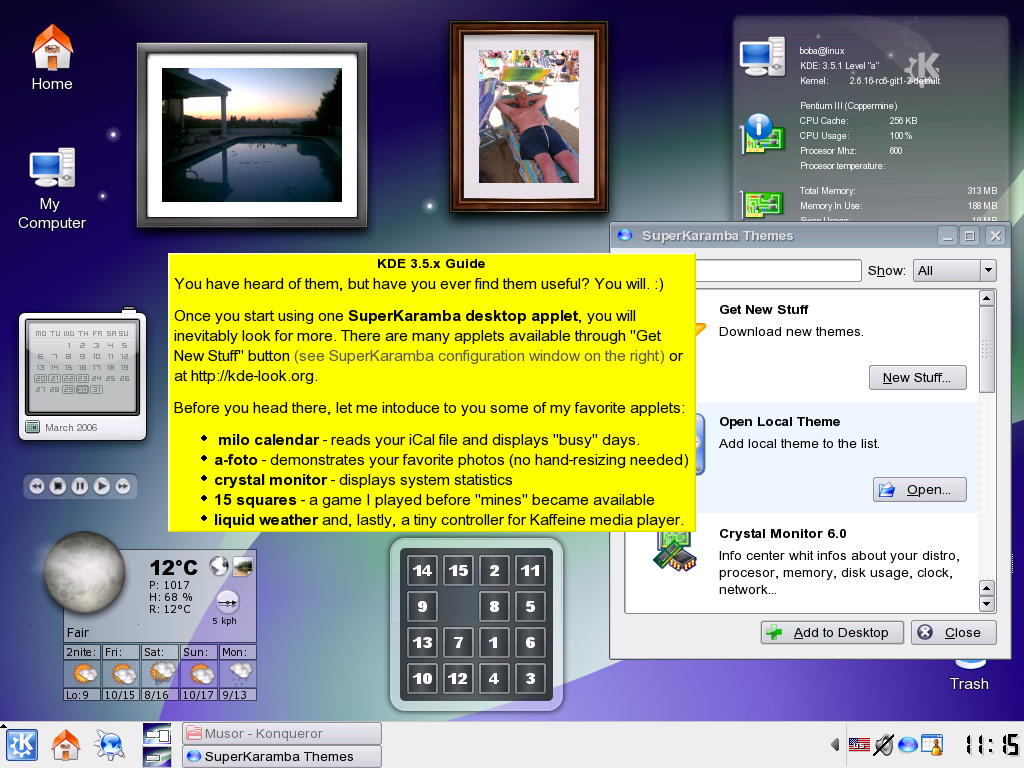 Home
My
Computer
boba@linux
KDE: 3.5.1 Level "a"
Kernel: 2.6.16-rc6-git1-2-default
Pentium III (Coppermine)
CPU Cache: 256 KB
CPU Usage: 100%
Procesor Mhz: 600
Procesor temperature:
Total Memory: 313 MB
Memory In Use: 188 MB
Swap Usage: 19 MB
SuperKaramba Themes
Show: All
Get New Stuff
Download new themes.
New Stuff...
Open Local Theme
Add local theme to the list.
Open...
Crystal Monitor 6.0
Info center whit infos about your distro,
procesor, memory, disk usage, clock,
network...
Add to Desktop
Close
KDE 3.5.x Guide
You have heard of them, but have you ever find them useful? You will. :)
Once you start using one SuperKaramba desktop applet, you will
inevitably look for more. There are many applets available through "Get
New Stuff" button (see SuperKaramba configuration window on the right) or
at http://kde-look.org.
Before you head there, let me intoduce to you some of my favorite applets:
milo calendar - reads your iCal file and displays "busy" days.
a-foto - demonstrates your favorite photos (no hand-resizing needed)
crystal monitor - displays system statistics
15 squares - a game I played before "mines" became available
liquid weather and, lastly, a tiny controller for Kaffeine media player.
MO TU WO TH FR SA SU
1 2 3 4 5
6 7 8 9 10 11 12
13 14 15 16 17 18 19
20 21 22 23 24 25 26
27 28 29 30 31
March 2006
12°C
P: 1017
H: 68 %
R: 12°C
5 kph
Fair
2nite: Fri: Sat: Sun: Mon:
Lo:9 10/15 8/16 10/17 9/13
14 15 2 11
9 8 5
13 7 1 6
10 12 4 3
Trash
Musor - Konqueror
SuperKaramba Themes
US
11:15